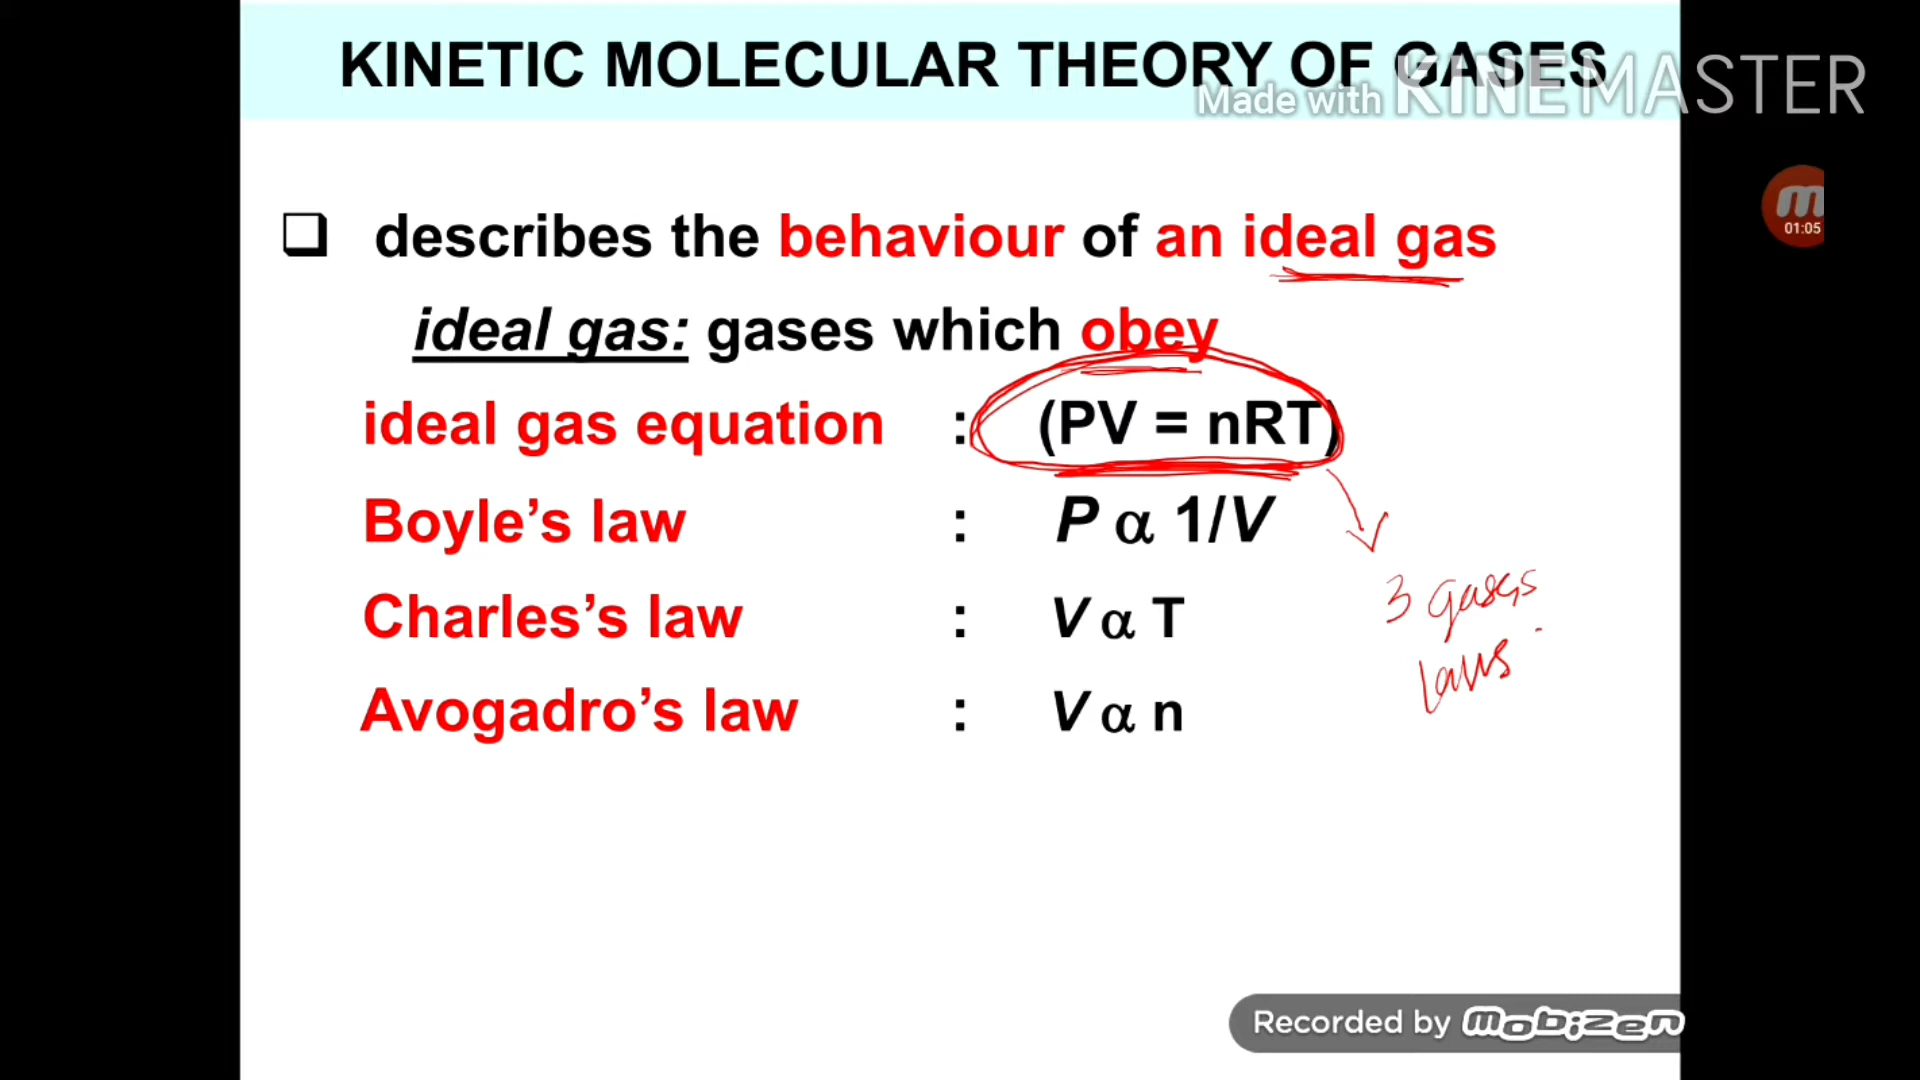 KINETIC MOLECULAR THEORY OF GASES
Made with KINEMASTER
01:05
❑ describes the behaviour of an ideal gas
ideal gas: gases which obey
ideal gas equation : (PV = nRT)
Boyle’s law : P α 1/V
Charles’s law : V α T
Avogadro’s law : V α n
3 gases
laws
Recorded by mobizen